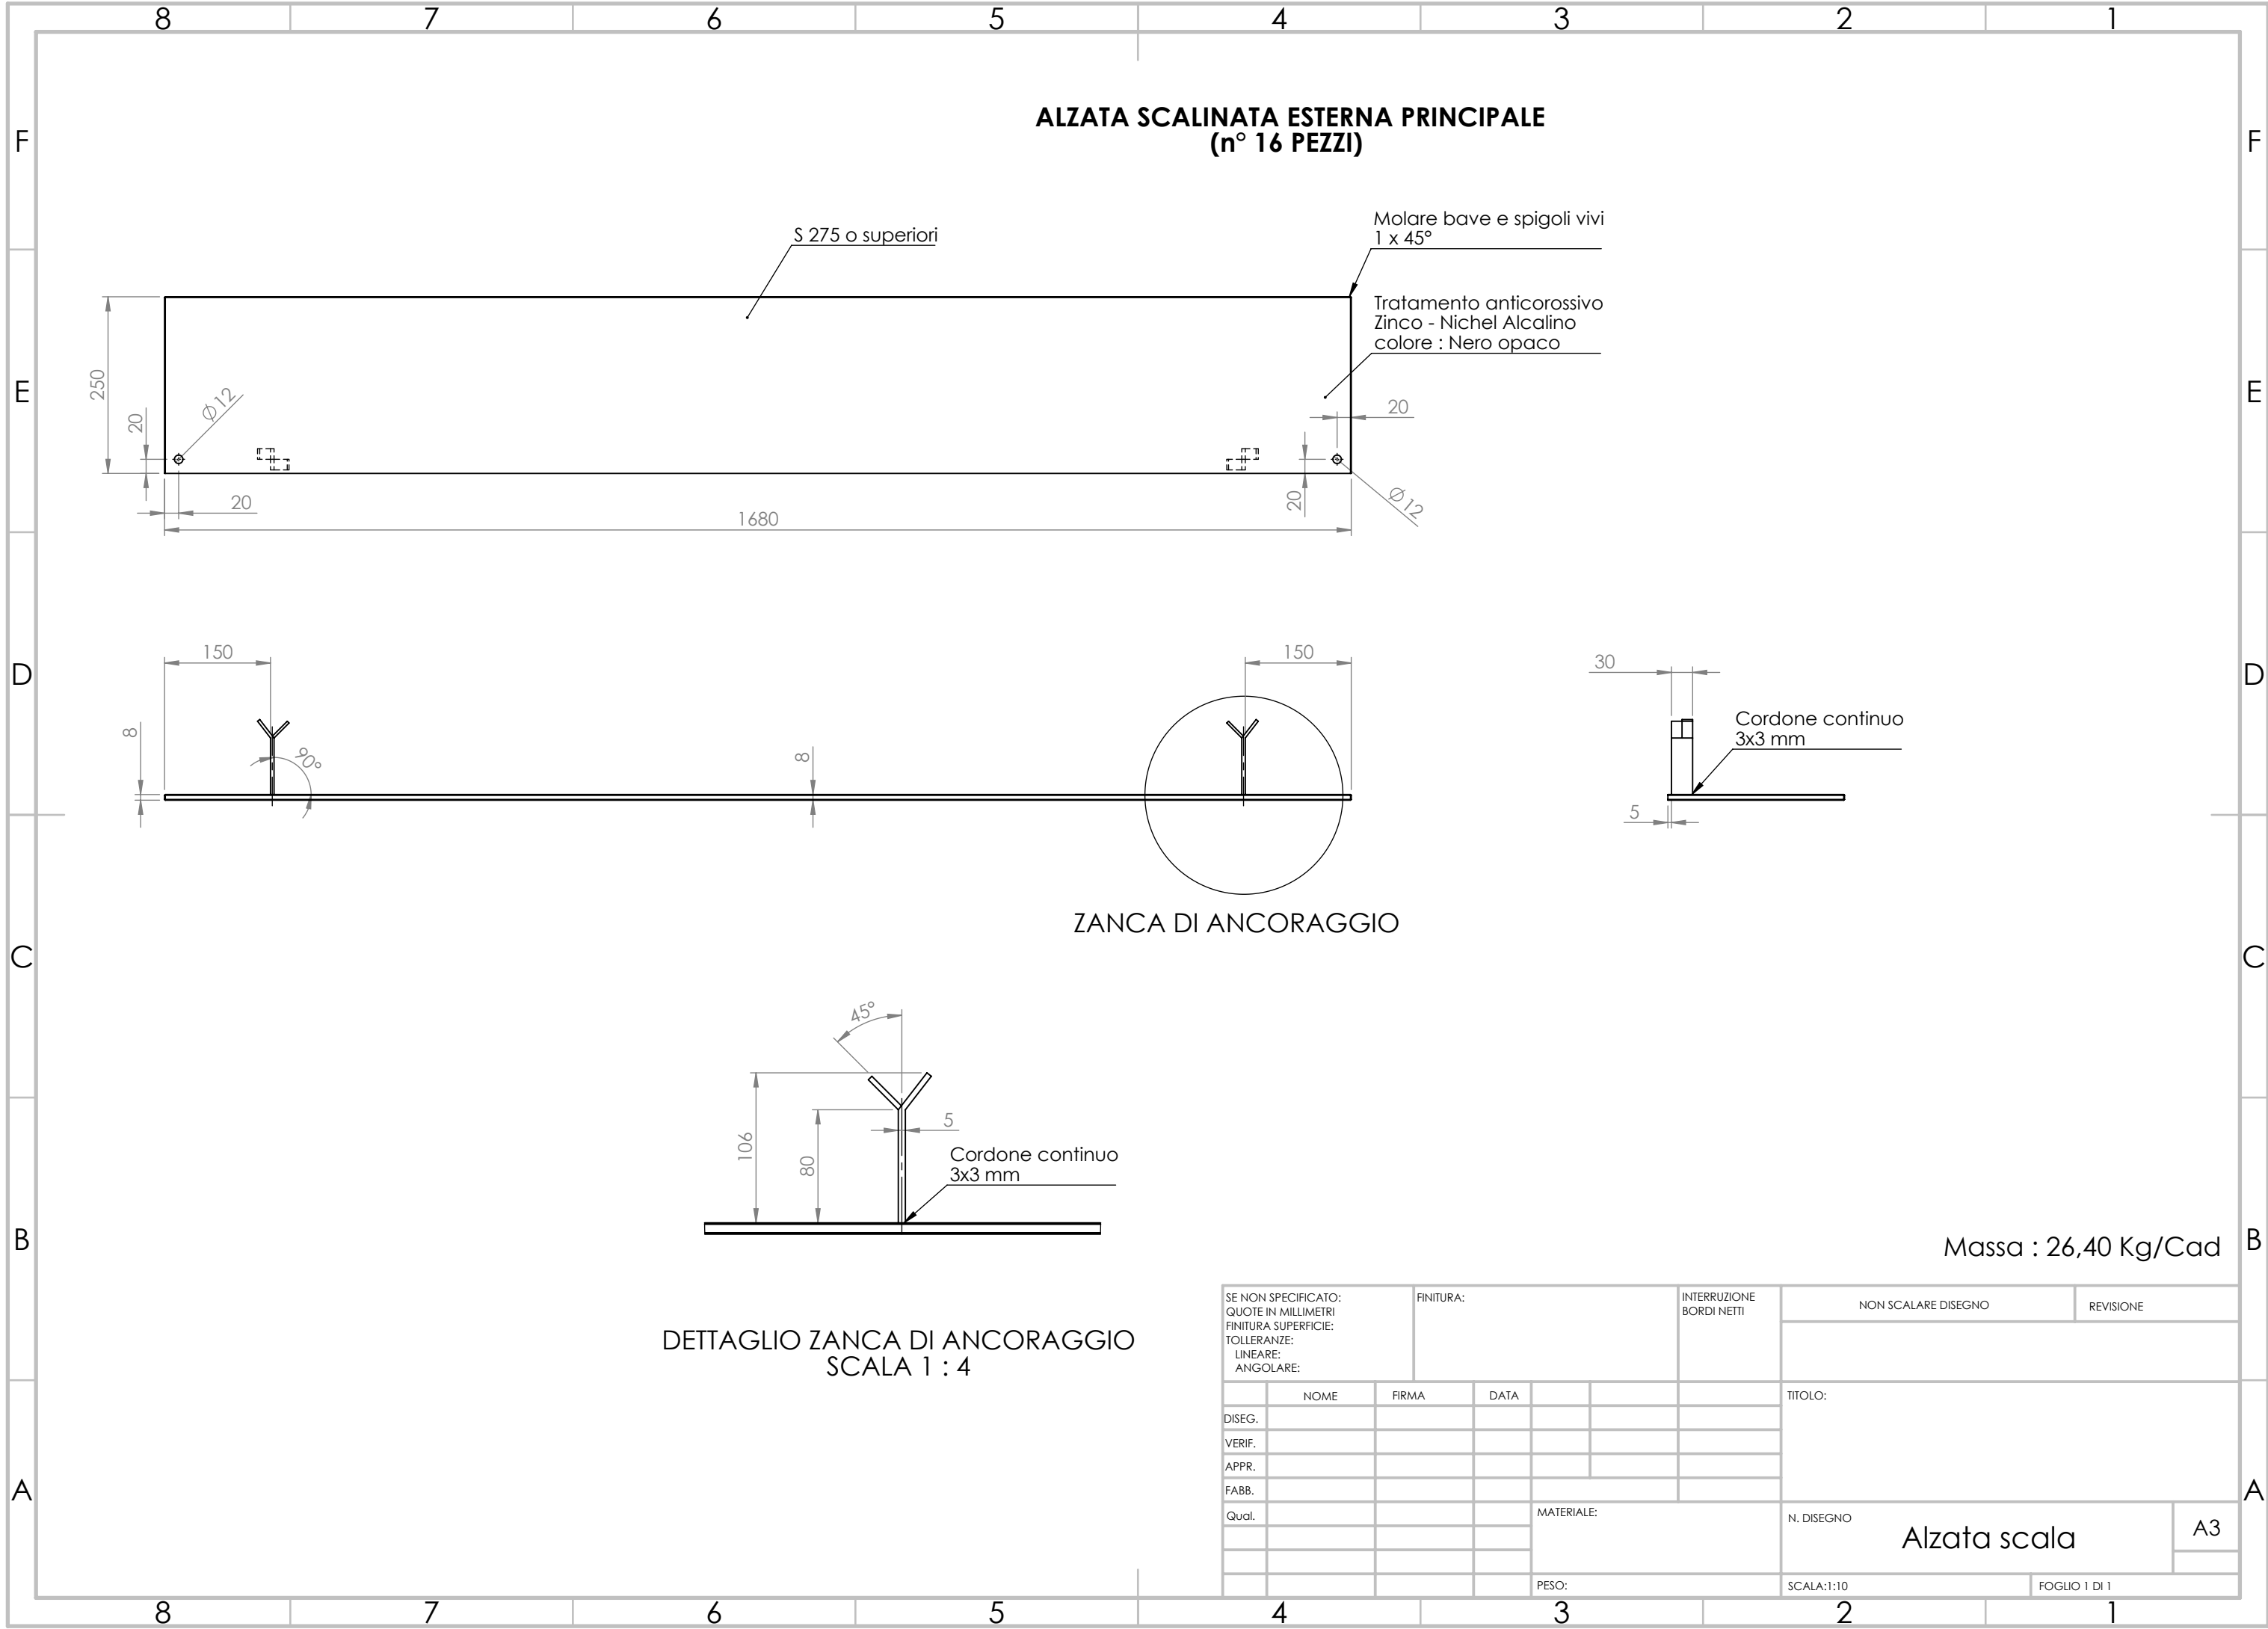 8 7 6 5 4 3 2 1
F F
ALZATA SCALINATA ESTERNA PRINCIPALE
(n° 16 PEZZI)
S 275 o superiori
Molare bave e spigoli vivi
1 x 45°
Tratamento anticorossivo
Zinco - Nichel Alcalino
colore : Nero opaco
E E
250
20
Ø12
20
20
20
Ø12
1680
D D
150
150
30
8
90°
8
Cordone continuo
3x3 mm
5
ZANCA DI ANCORAGGIO
C C
45°
106
80
5
Cordone continuo
3x3 mm
B B
Massa : 26,40 Kg/Cad
DETTAGLIO ZANCA DI ANCORAGGIO
SCALA 1 : 4
SE NON SPECIFICATO:
QUOTE IN MILLIMETRI
FINITURA SUPERFICIE:
TOLLERANZE:
LINEARE:
ANGOLARE:
FINITURA:
INTERRUZIONE
BORDI NETTI
NON SCALARE DISEGNO
REVISIONE
NOME FIRMA DATA
TITOLO:
DISEG.
VERIF.
APPR.
FABB.
Qual.
A A
MATERIALE:
N. DISEGNO
Alzata scala
A3
PESO:
SCALA:1:10
FOGLIO 1 DI 1
8 7 6 5 4 3 2 1